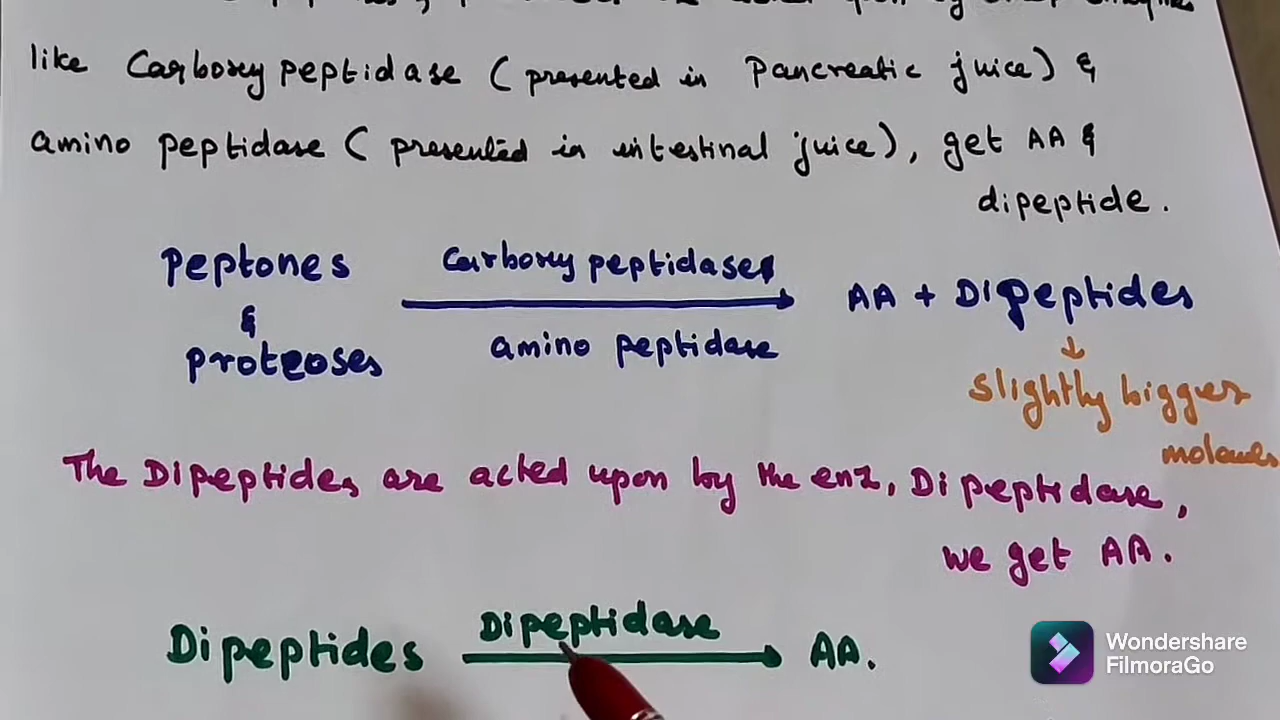 like Carboxypeptidase (presented in Pancreatic juice) &
amino peptidase (presented in intestinal juice), get AA &
dipeptide.
Peptones
&
proteoses
Carboxy peptidases
amino peptidase
AA + Dipeptides
↓
slightly bigger
molecules
The Dipeptides are acted upon by the enz, Dipeptidase,
we get AA.
Dipeptides
Dipeptidase
AA.
Wondershare
FilmoraGo